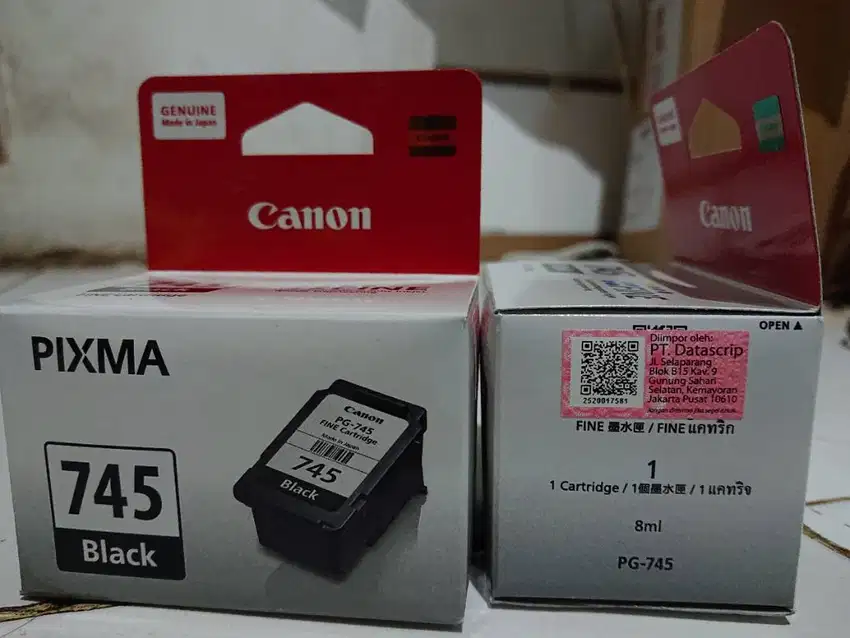 GENUINE
Made in Japan
Canon
PIXMA
745
Black
Canon
PG-745
FINE Cartridge
Made in Japan
745
Black
Canon
OPEN ▲
Diimpor oleh:
PT. Datascrip
Jl. Selaparang
Blok B15 Kav. 9
Gunung Sahari
Selatan, Kemayoran
Jakarta Pusat 10610
2520017581
FINE 墨水匣 / FINE แคทริก
1
1 Cartridge / 1個墨水匣 / 1 แคทริจ
8ml
PG-745